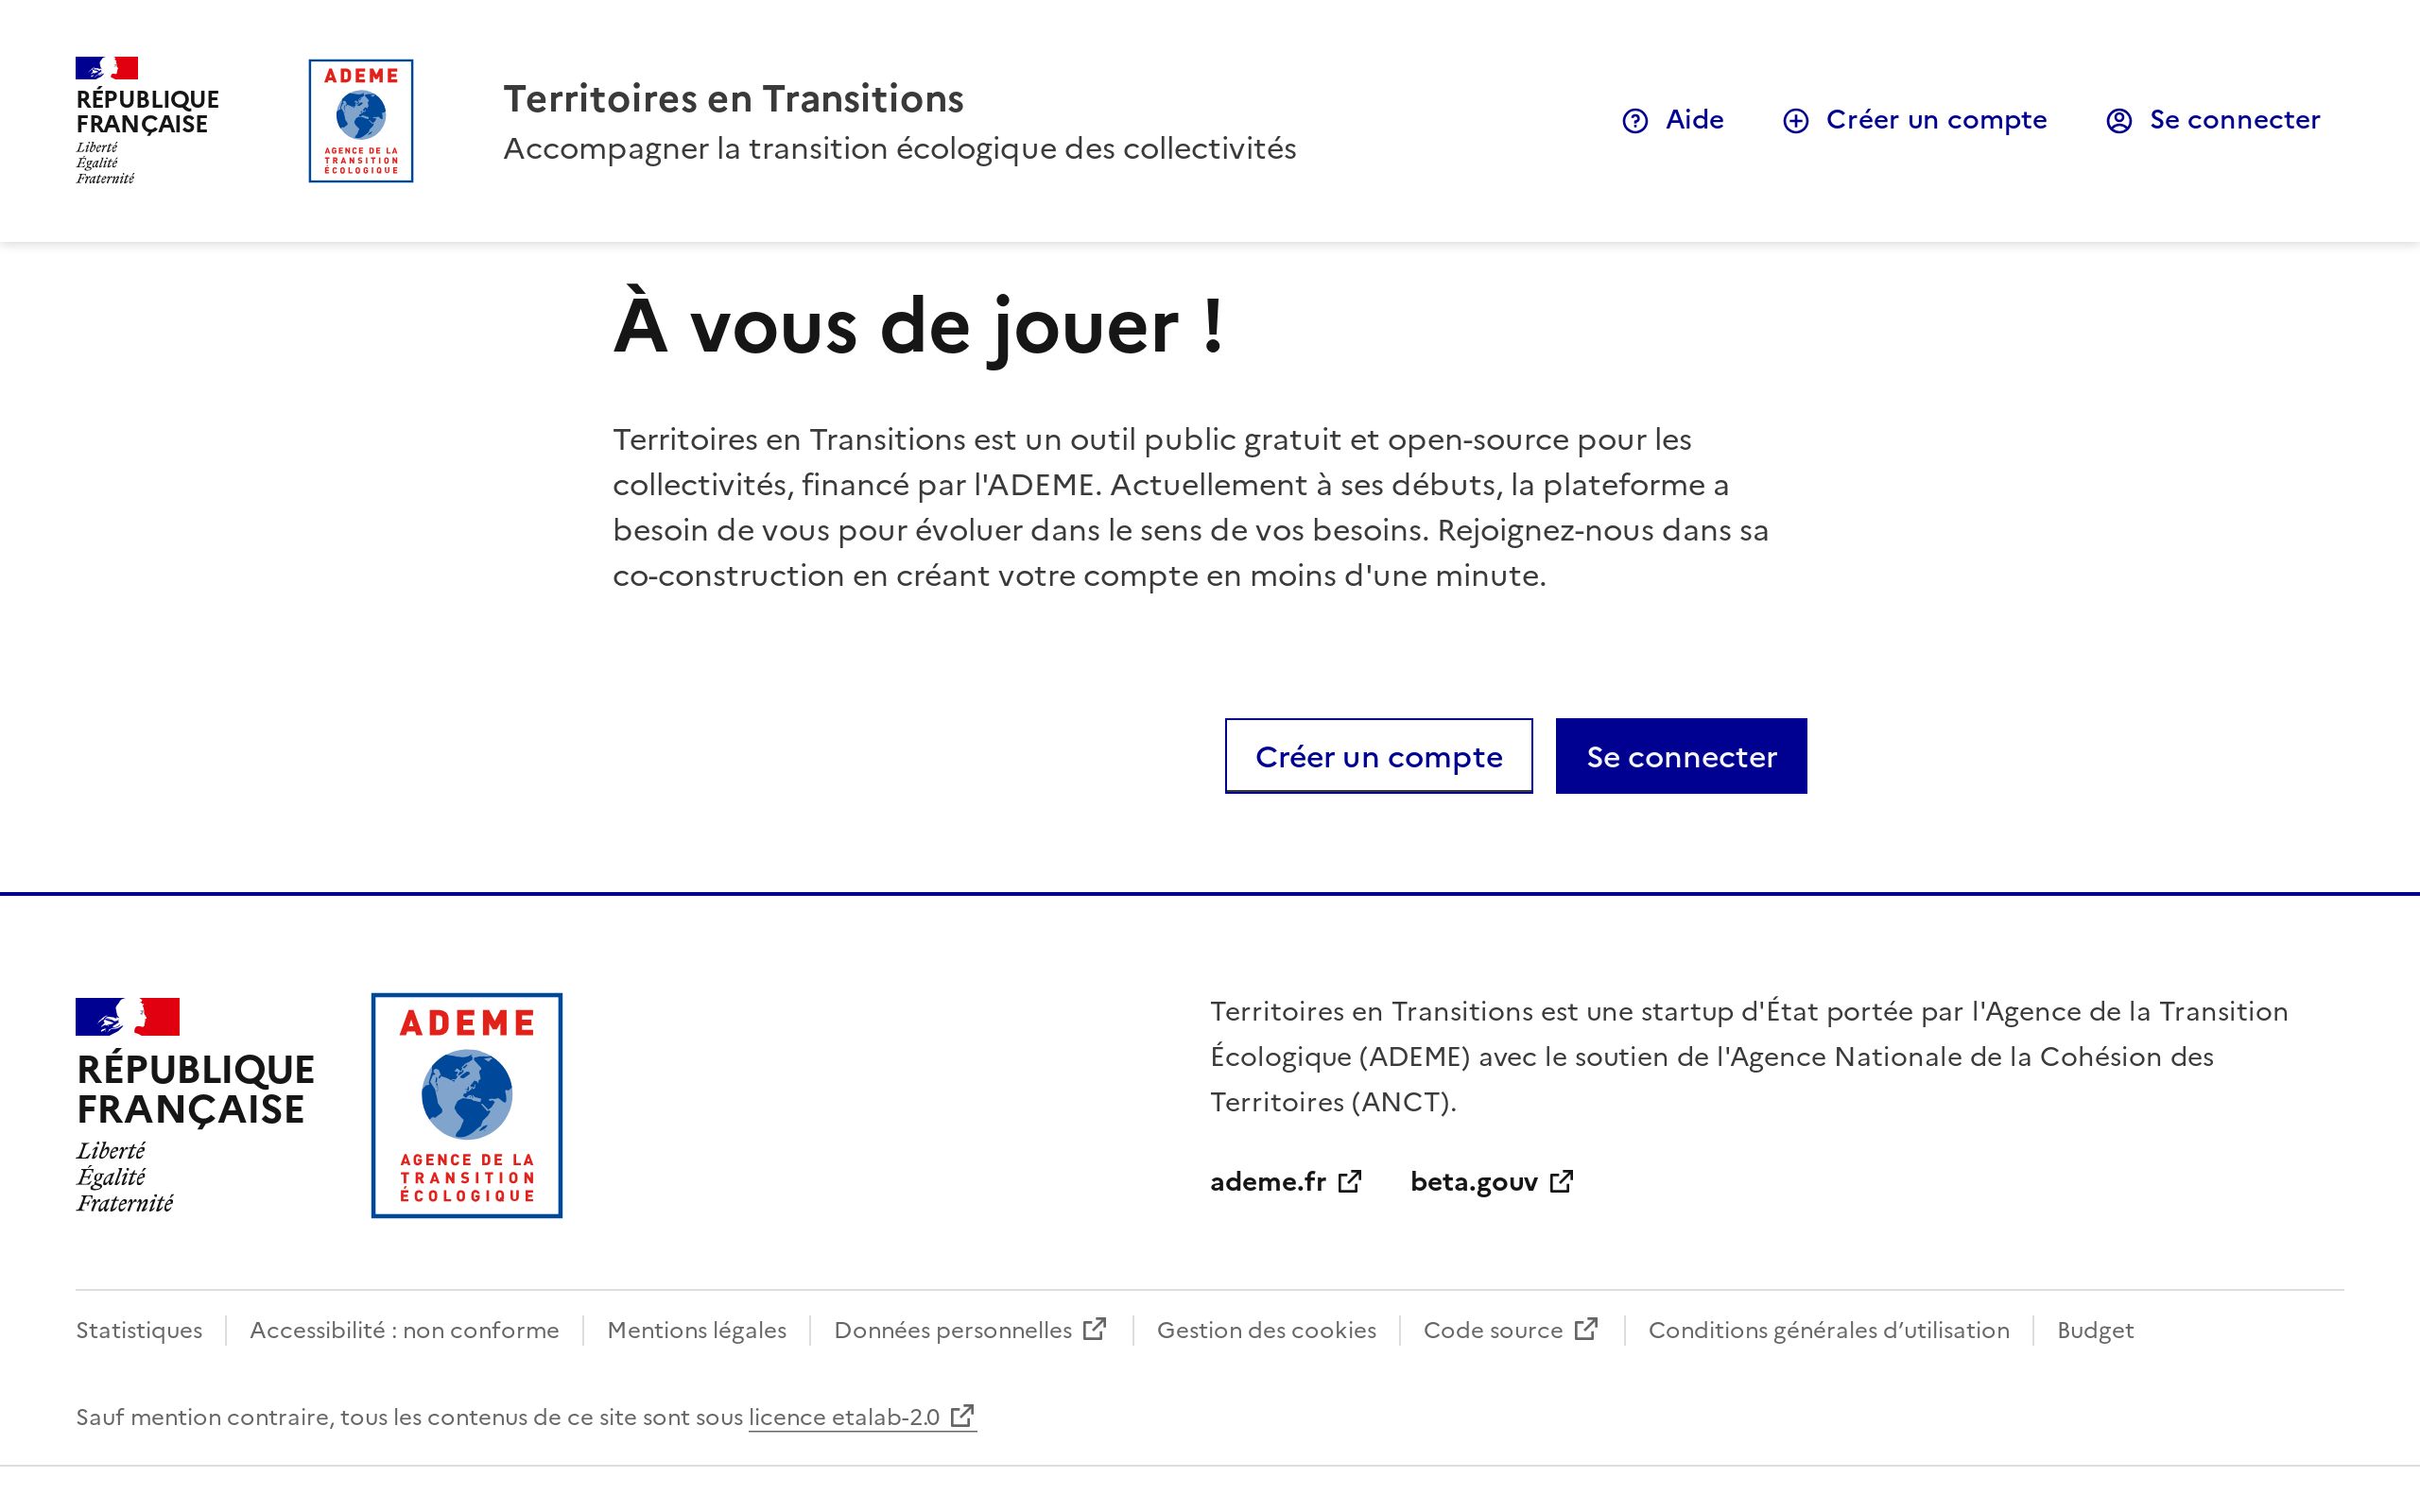 RÉPUBLIQUE
FRANÇAISE
Liberté
Égalité
Fraternité
ADEME
AGENCE DE LA
TRANSITION
ÉCOLOGIQUE
Territoires en Transitions
Accompagner la transition écologique des collectivités
Aide
Créer un compte
Se connecter
À vous de jouer !
Territoires en Transitions est un outil public gratuit et open-source pour les
collectivités, financé par l'ADEME. Actuellement à ses débuts, la plateforme a
besoin de vous pour évoluer dans le sens de vos besoins. Rejoignez-nous dans sa
co-construction en créant votre compte en moins d'une minute.
Créer un compte
Se connecter
RÉPUBLIQUE
FRANÇAISE
Liberté
Égalité
Fraternité
ADEME
AGENCE DE LA
TRANSITION
ÉCOLOGIQUE
Territoires en Transitions est une startup d'État portée par l'Agence de la Transition
Écologique (ADEME) avec le soutien de l'Agence Nationale de la Cohésion des
Territoires (ANCT).
ademe.fr
beta.gouv
Statistiques
Accessibilité : non conforme
Mentions légales
Données personnelles
Gestion des cookies
Code source
Conditions générales d’utilisation
Budget
Sauf mention contraire, tous les contenus de ce site sont sous licence etalab-2.0